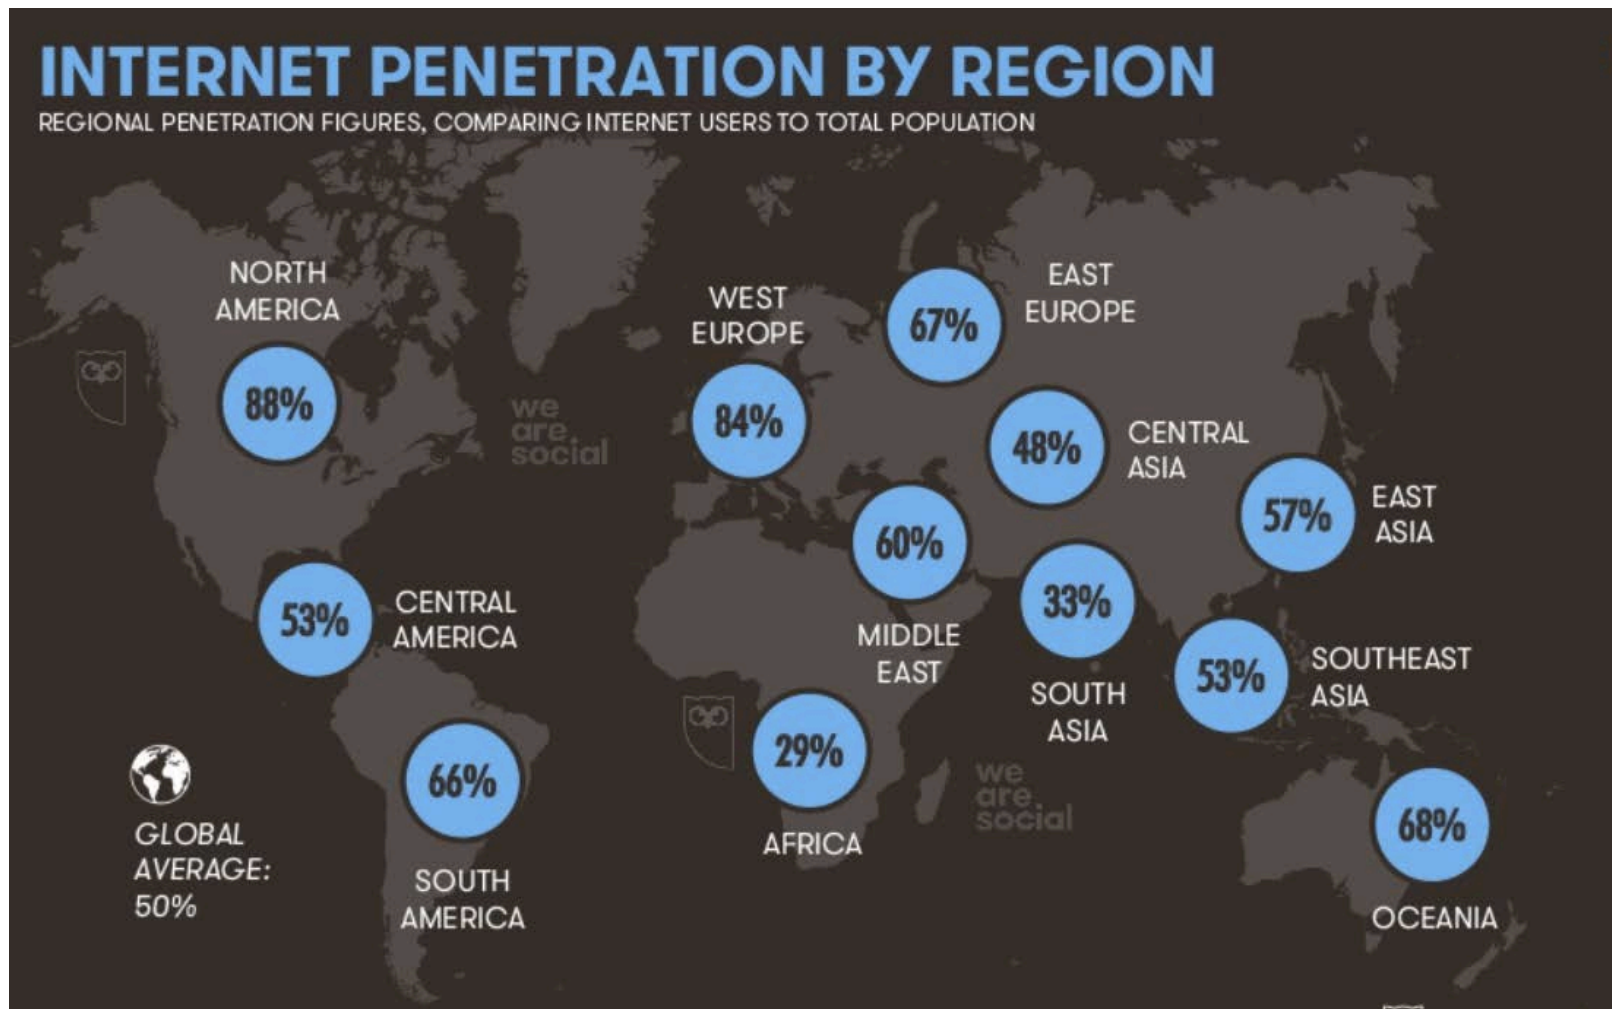 INTERNET PENETRATION BY REGION
REGIONAL PENETRATION FIGURES, COMPARING INTERNET USERS TO TOTAL POPULATION
NORTH
AMERICA
88%
WEST
EUROPE
84%
67%
EAST
EUROPE
we
are.
social
48%
CENTRAL
ASIA
57%
EAST
ASIA
60%
MIDDLE
EAST
33%
SOUTH
ASIA
53%
CENTRAL
AMERICA
53%
SOUTHEAST
ASIA
66%
SOUTH
AMERICA
29%
AFRICA
we
are.
social
68%
OCEANIA
GLOBAL
AVERAGE:
50%